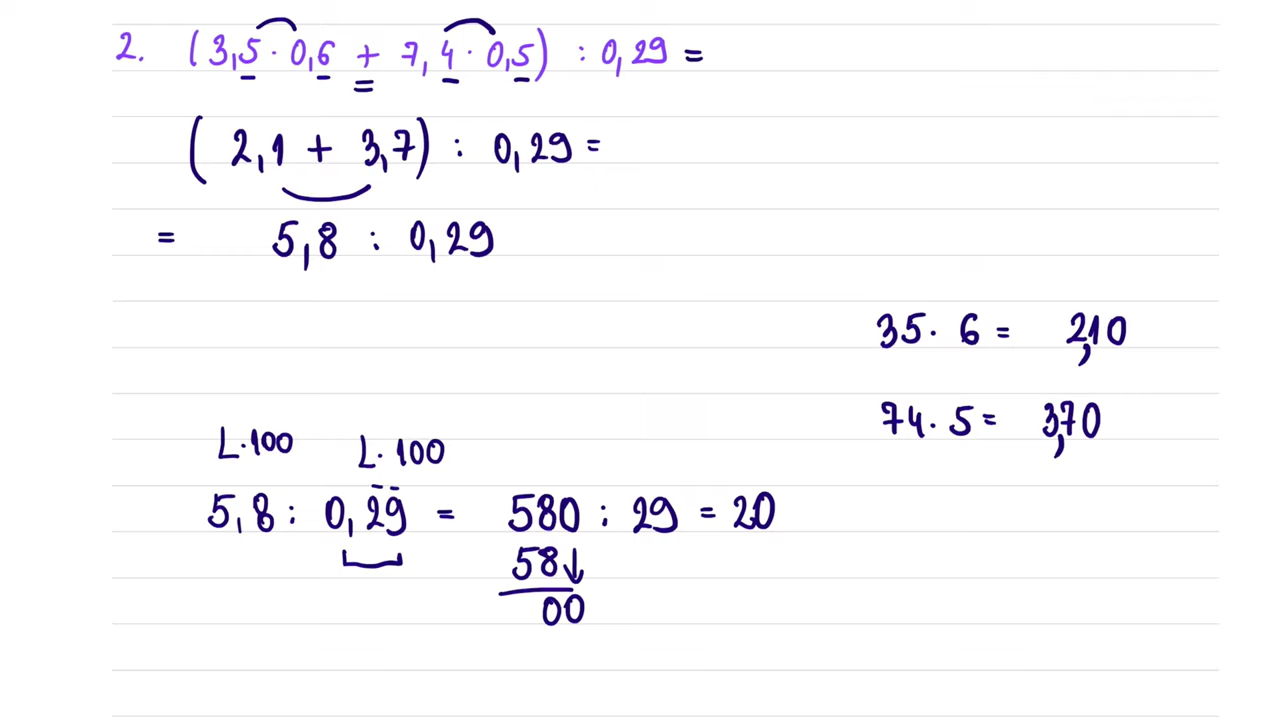 2. (3,5 · 0,6 + 7,4 · 0,5) : 0,29 =
(2,1 + 3,7) : 0,29 =
= 5,8 : 0,29
35 · 6 = 2,10
74 · 5 = 3,70
L·100 L·100
5,8 : 0,29 = 580 : 29 = 20
58↓
00